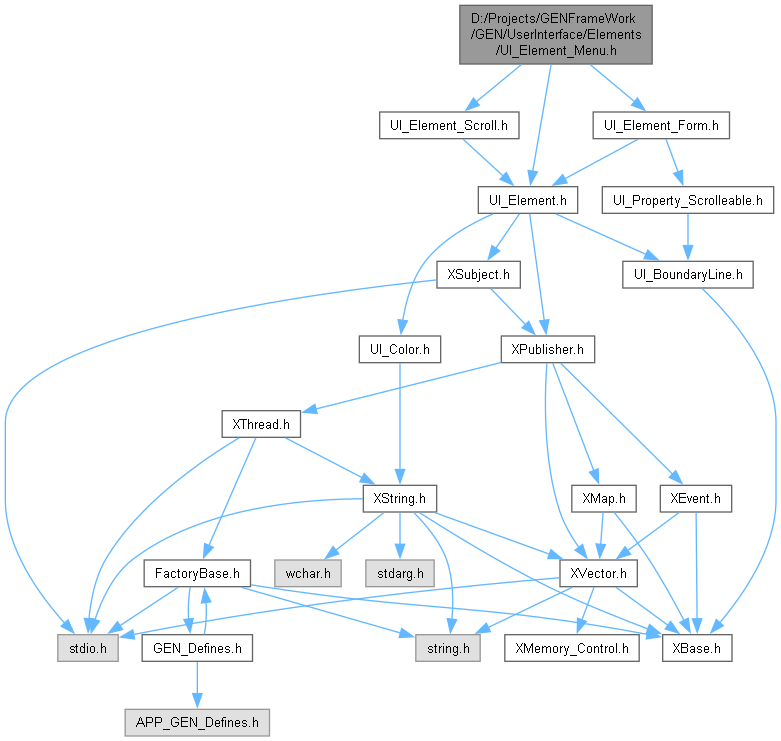 D:/Projects/GENFrameWork
/GEN/UserInterface/Elements
/UI_Element_Menu.h
UI_Element_Scroll.h
UI_Element_Form.h
UI_Element.h
UI_Property_Scrolleable.h
XSubject.h
UI_BoundaryLine.h
UI_Color.h
XPublisher.h
XThread.h
XString.h
XMap.h
XEvent.h
FactoryBase.h
wchar.h
stdarg.h
XVector.h
stdio.h
GEN_Defines.h
string.h
XMemory_Control.h
XBase.h
APP_GEN_Defines.h